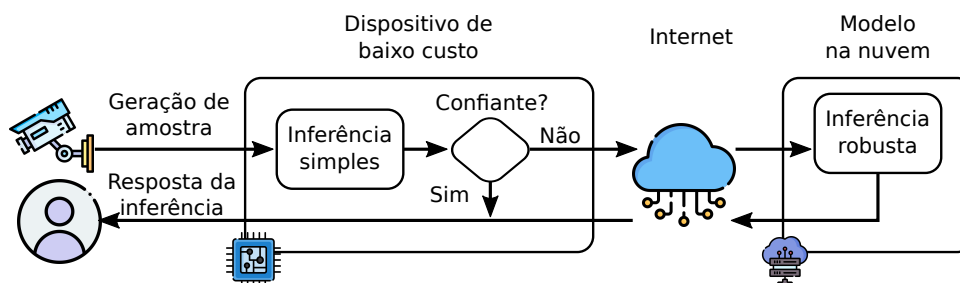 Dispositivo de
baixo custo
Internet
Modelo
na nuvem
Geração de
amostra
Inferência
simples
Confiante?
Não
Sim
Inferência
robusta
Resposta da
inferência